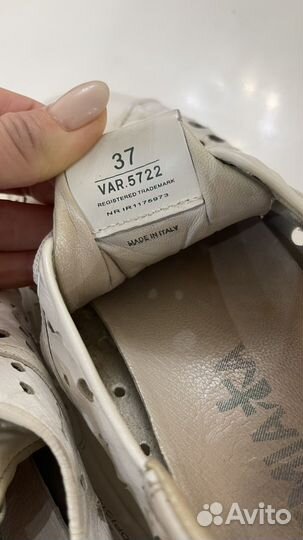 37
VAR.5722
REGISTERED TRADEMARK
NR IR1175973
MADE IN ITALY
Avito